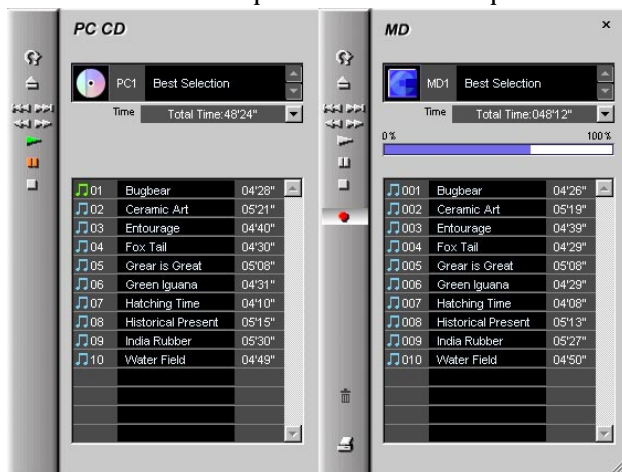 PC CD
PC1 Best Selection
Time Total Time:48'24"
01 Bugbear 04'28"
02 Ceramic Art 05'21"
03 Entourage 04'40"
04 Fox Tail 04'30"
05 Grear is Great 05'08"
06 Green Iguana 04'31"
07 Hatching Time 04'10"
08 Historical Present 05'15"
09 India Rubber 05'30"
10 Water Field 04'49"
MD ×
MD1 Best Selection
Time Total Time:048'12"
0 % 100 %
001 Bugbear 04'26"
002 Ceramic Art 05'19"
003 Entourage 04'39"
004 Fox Tail 04'29"
005 Grear is Great 05'08"
006 Green Iguana 04'29"
007 Hatching Time 04'08"
008 Historical Present 05'13"
009 India Rubber 05'27"
010 Water Field 04'50"